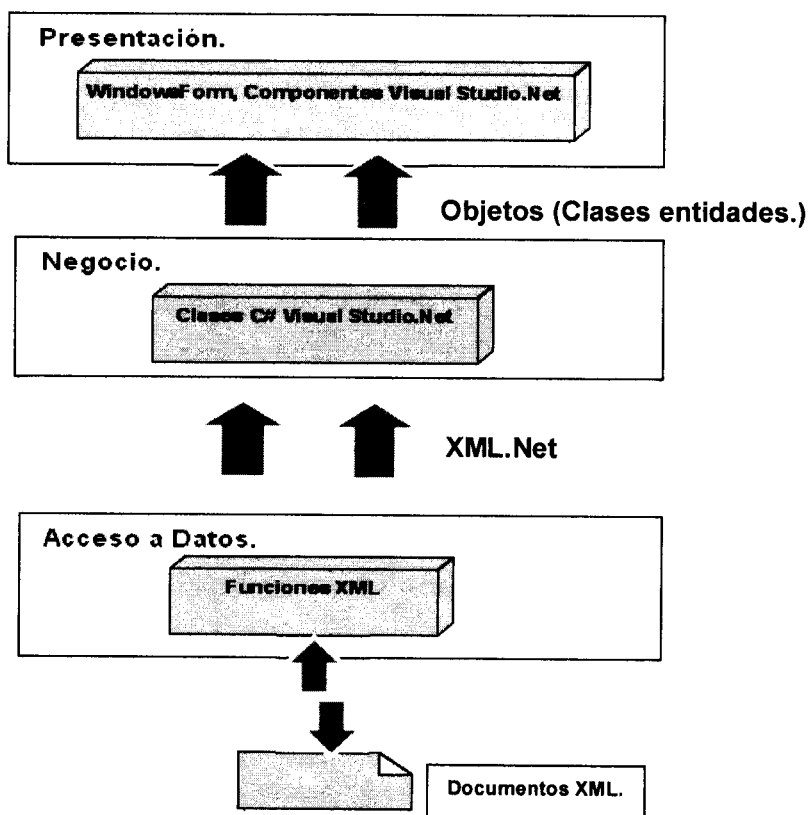 Presentación.
WindowsForm, Componentes Visual Studio.Net
Objetos (Clases entidades.)
Negocio.
Clases C# Visual Studio.Net
XML.Net
Acceso a Datos.
Funciones XML
Documentos XML.